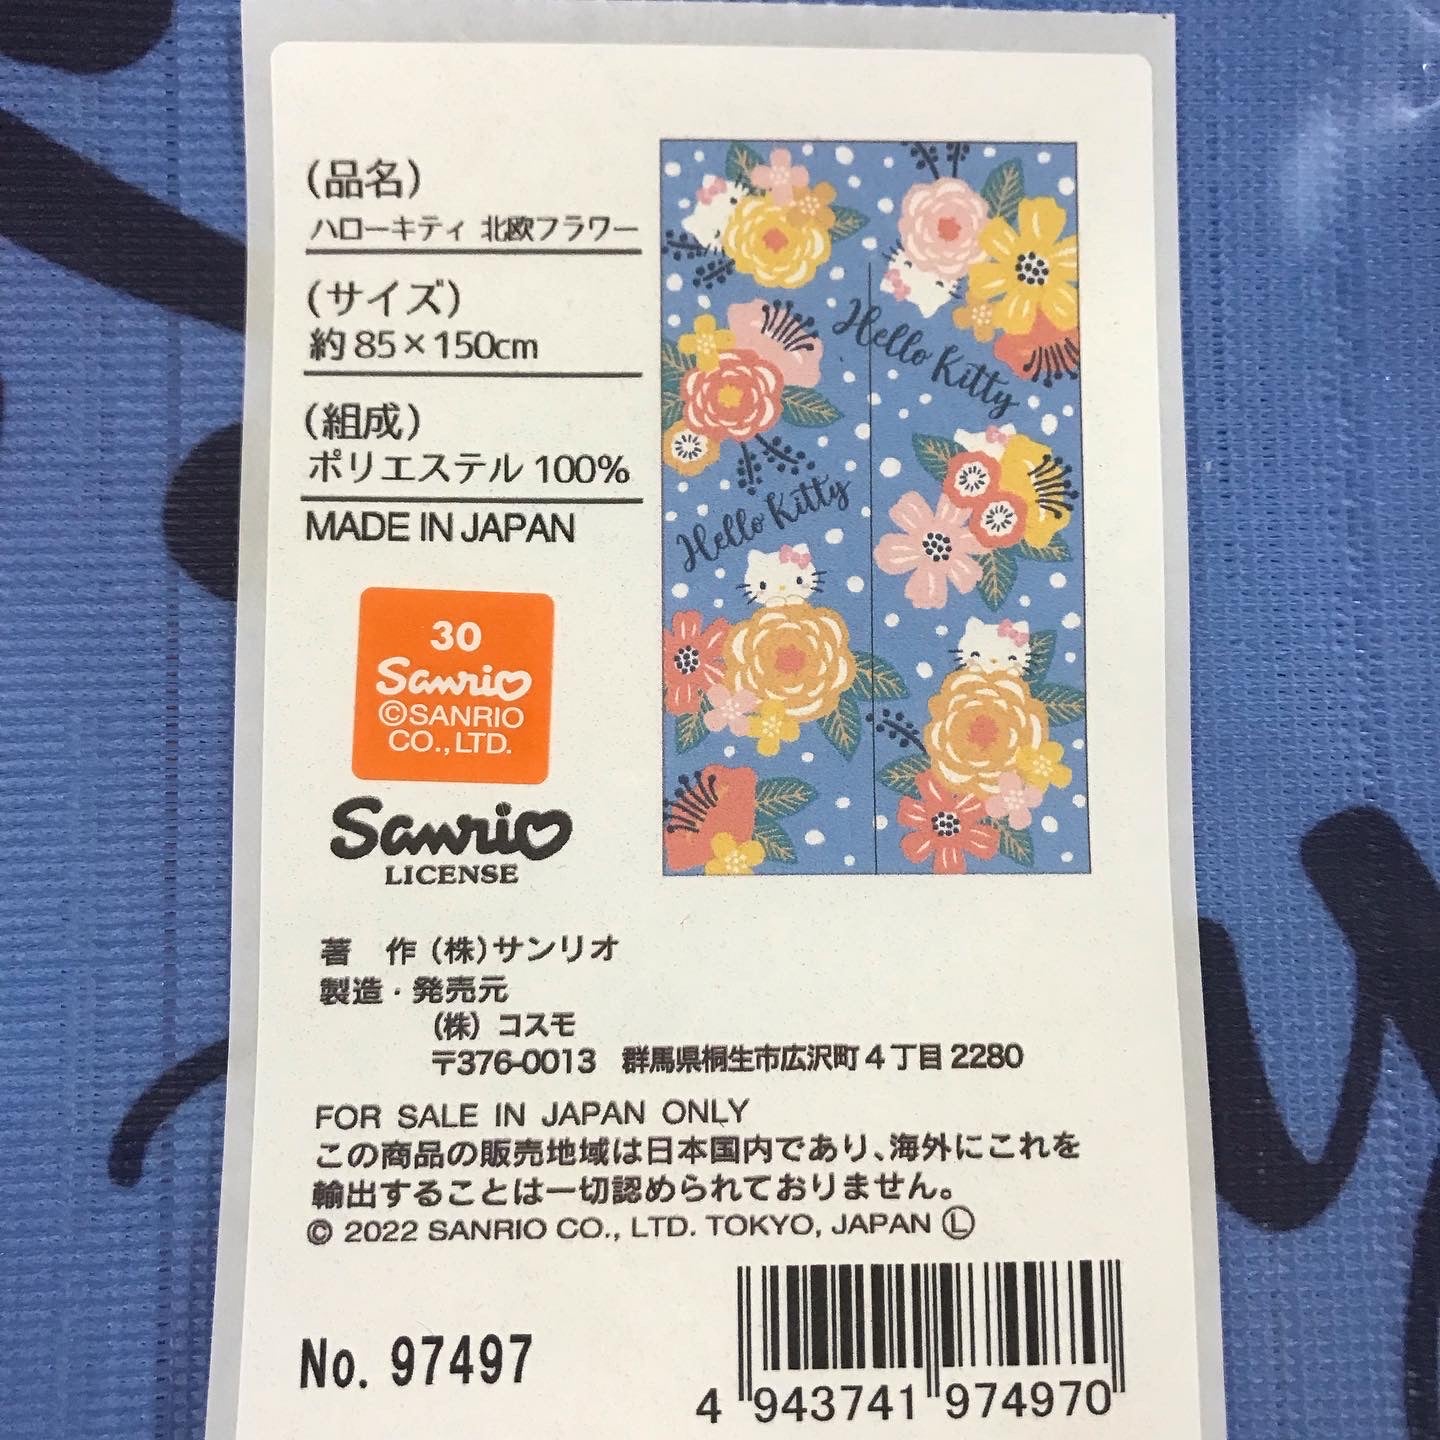 (品名)
ハローキティ 北欧フラワー
(サイズ)
約85×150cm
(組成)
ポリエステル 100%
MADE IN JAPAN
Hello Kitty
Hello Kitty
30
Sanrio
©SANRIO
CO.,LTD.
Sanrio
LICENSE
著 作 (株)サンリオ
製造・発売元
(株) コスモ
〒376-0013 群馬県桐生市広沢町4丁目2280
FOR SALE IN JAPAN ONLY
この商品の販売地域は日本国内であり、海外にこれを
輸出することは一切認められておりません。
© 2022 SANRIO CO., LTD. TOKYO, JAPAN Ⓛ
No. 97497
4 943741 974970